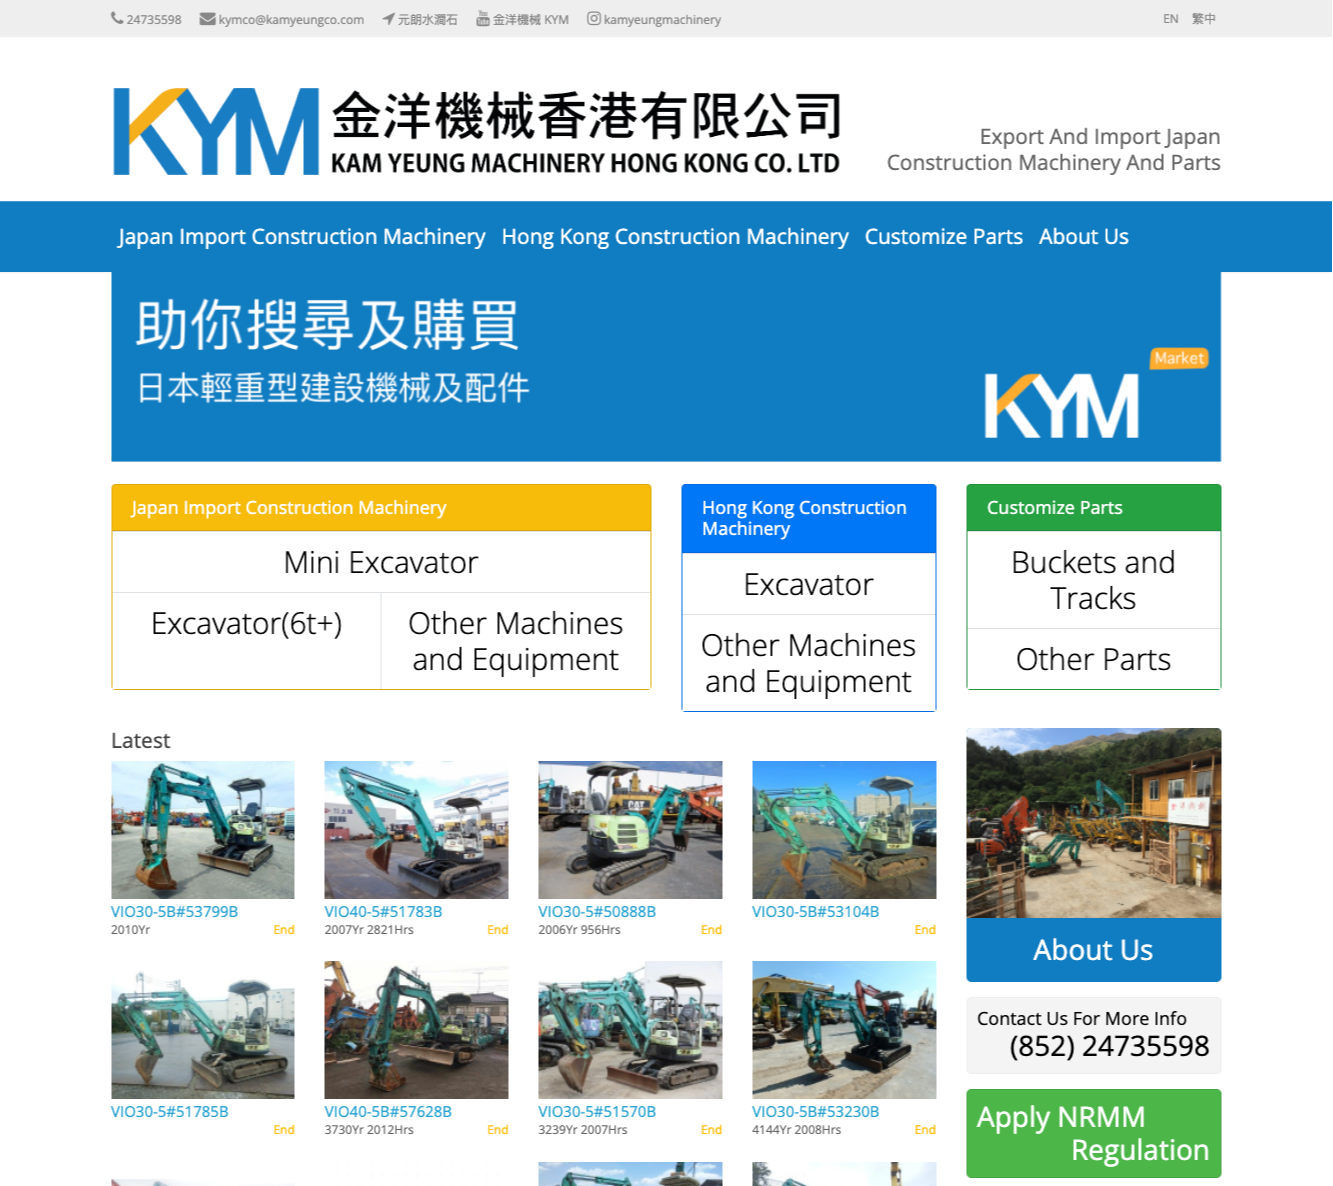 24735598 kymco@kamyeungco.com 元朗水澗石 金洋機械 KYM kamyeungmachinery EN 繁中
KYM 金洋機械香港有限公司
KAM YEUNG MACHINERY HONG KONG CO. LTD
Export And Import Japan
Construction Machinery And Parts
Japan Import Construction Machinery Hong Kong Construction Machinery Customize Parts About Us
助你搜尋及購買
日本輕重型建設機械及配件
Market
KYM
Japan Import Construction Machinery
Mini Excavator
Excavator(6t+)
Other Machines
and Equipment
Hong Kong Construction
Machinery
Excavator
Other Machines
and Equipment
Customize Parts
Buckets and
Tracks
Other Parts
Latest
CAT
VIO30-5B#53799B
2010Yr End
VIO40-5#51783B
2007Yr 2821Hrs End
VIO30-5#50888B
2006Yr 956Hrs End
VIO30-5B#53104B
End
VIO30-5#51785B
End
VIO40-5B#57628B
3730Yr 2012Hrs End
VIO30-5#51570B
3239Yr 2007Hrs End
VIO30-5B#53230B
4144Yr 2008Hrs End
About Us
Contact Us For More Info
(852) 24735598
Apply NRMM
Regulation